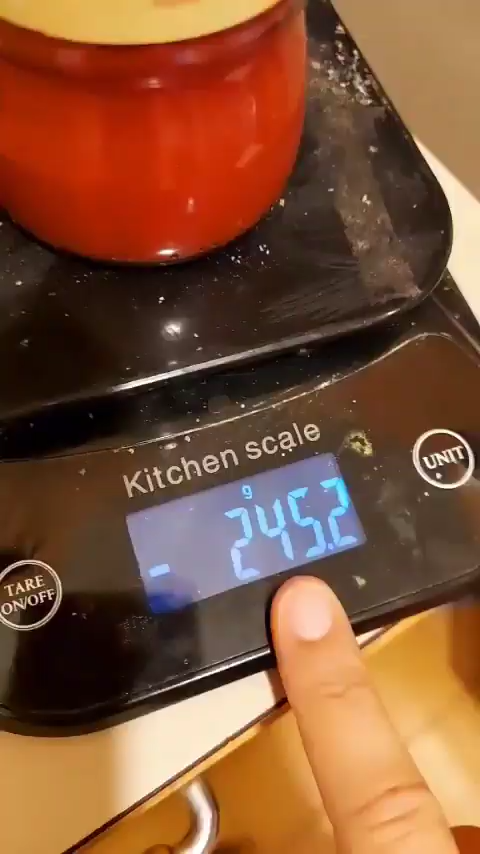 Kitchen scale
UNIT
g
- 245.2
TARE
ON/OFF